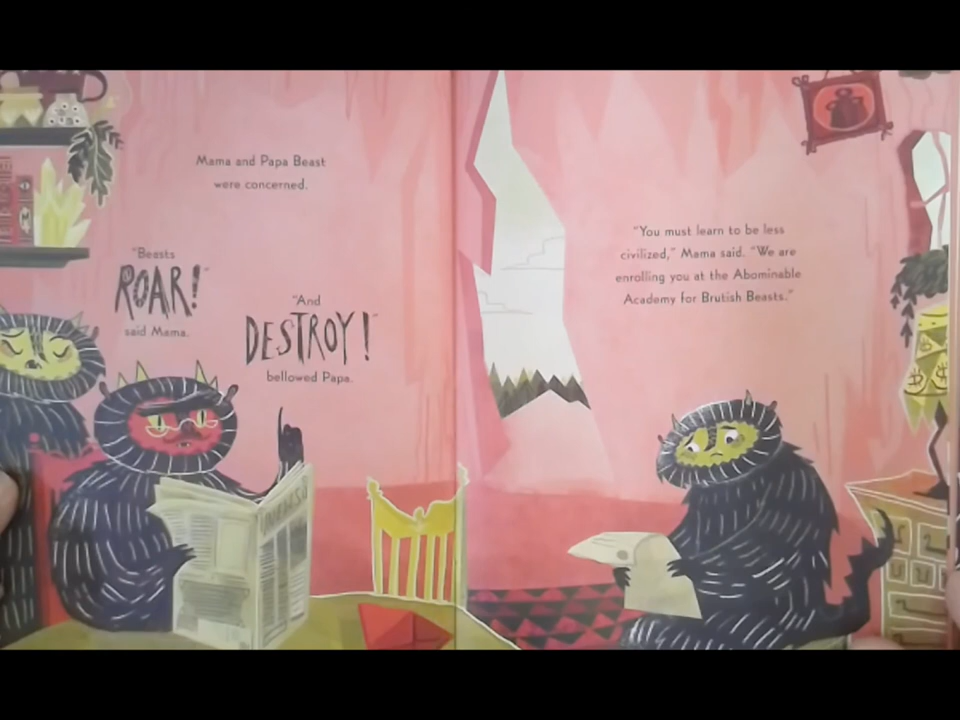 Mama and Papa Beast
were concerned.
"Beasts
ROAR!"
said Mama.
"And
DESTROY!"
bellowed Papa.
"You must learn to be less
civilized," Mama said. "We are
enrolling you at the Abominable
Academy for Brutish Beasts."